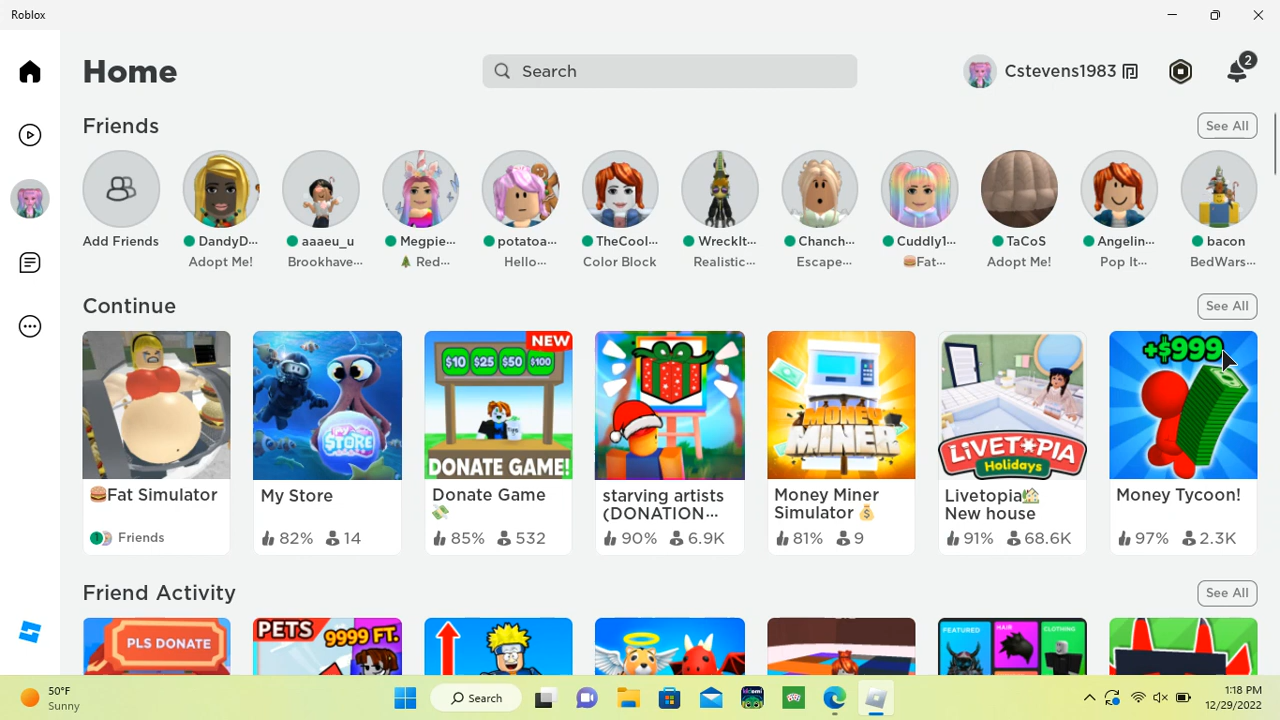 Roblox
Home
Search
Cstevens1983
2
Friends
See All
Add Friends
DandyD...
Adopt Me!
aaaeu_u
Brookhave...
Megpie...
🌲 Red...
potatoa...
Hello...
TheCool...
Color Block
WreckIt...
Realistic...
Chanch...
Escape...
Cuddly1...
🍔Fat...
TaCoS
Adopt Me!
Angelin...
Pop It...
bacon
BedWars...
Continue
See All
🍔Fat Simulator
Friends
STORE
My Store
82% 14
NEW
$10 $25 $50 $100
DONATE GAME!
Donate Game
💸
85% 532
starving artists
(DONATION...
90% 6.9K
MONEY
MINER
Money Miner
Simulator 💰
81% 9
LIVETOPIA
Holidays
Livetopia🏡
New house
91% 68.6K
+$999
Money Tycoon!
97% 2.3K
Friend Activity
See All
PLS DONATE
PETS
9999 FT.
FEATURED
HAIR
CLOTHING
50°F
Sunny
Search
1:18 PM
12/29/2022